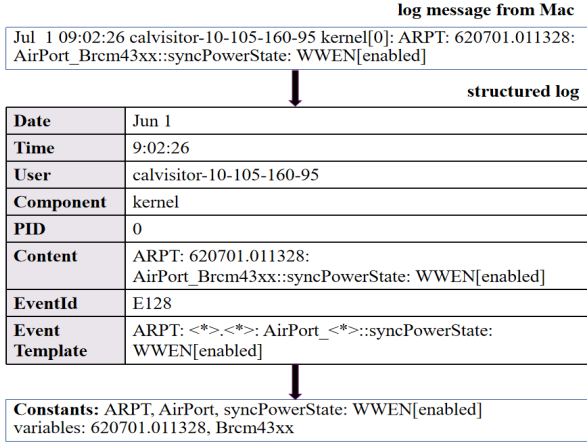 log message from Mac
Jul  1 09:02:26 calvisitor-10-105-160-95 kernel[0]: ARPT: 620701.011328:
AirPort_Brcm43xx::syncPowerState: WWEN[enabled]
structured log
Date Jun 1
Time 9:02:26
User calvisitor-10-105-160-95
Component kernel
PID 0
Content ARPT: 620701.011328:
AirPort_Brcm43xx::syncPowerState: WWEN[enabled]
EventId E128
Event Template ARPT: <*>.<*>: AirPort_<*>::syncPowerState:
WWEN[enabled]
Constants: ARPT, AirPort, syncPowerState: WWEN[enabled]
variables: 620701.011328, Brcm43xx